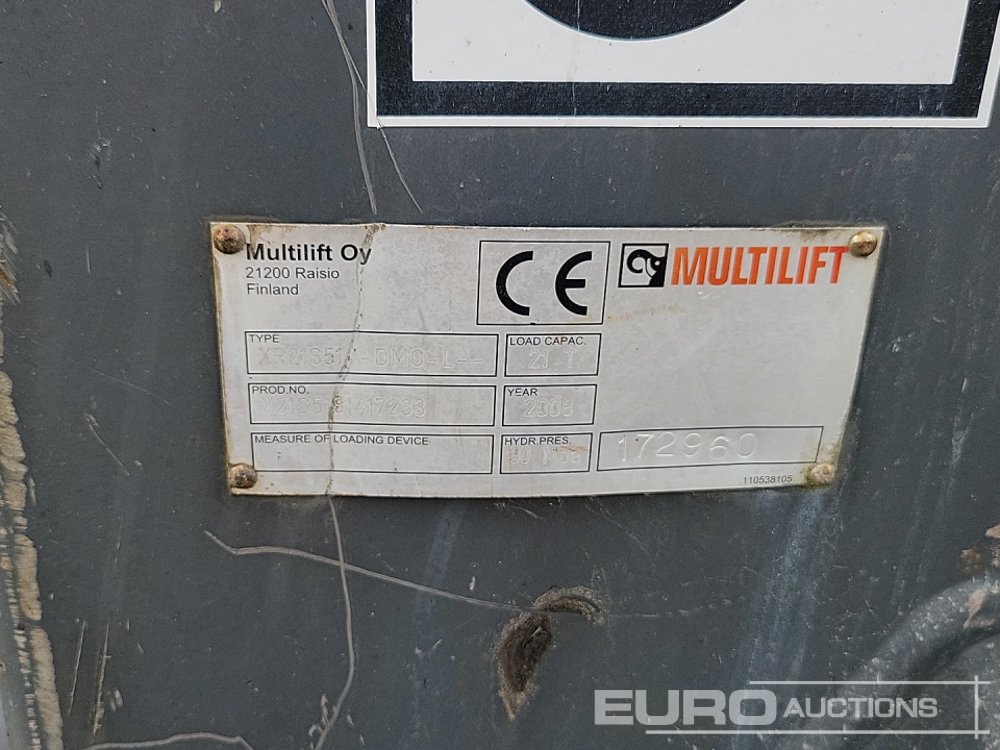 Multilift Oy
21200 Raisio
Finland
CE
MULTILIFT
TYPE
LOAD CAPAC.
21.T
PROD.NO.
YEAR
2008
MEASURE OF LOADING DEVICE
HYDR.PRES.
172960
110538105
EURO AUCTIONS